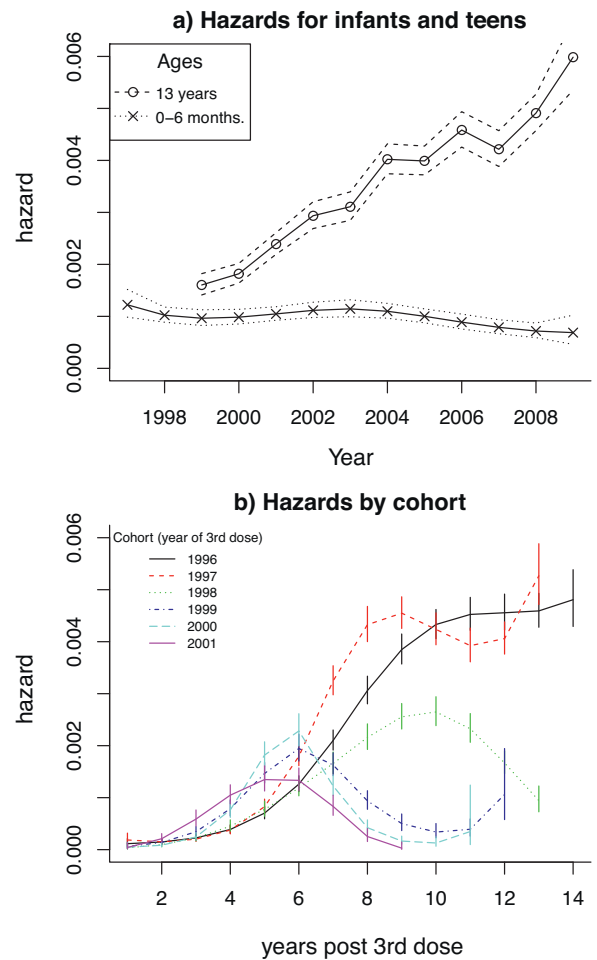 a) Hazards for infants and teens
Ages
13 years
0−6 months.
hazard
0.006
0.004
0.002
0.000
1998 2000 2002 2004 2006 2008
Year
b) Hazards by cohort
Cohort (year of 3rd dose)
1996
1997
1998
1999
2000
2001
hazard
0.006
0.004
0.002
0.000
2 4 6 8 10 12 14
years post 3rd dose